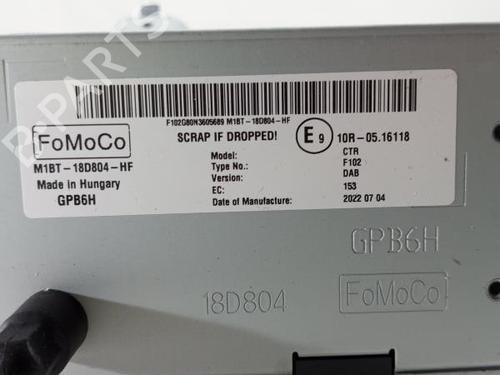 B-PARTS
F102G80N3605689 M1BT-18D804-HF
FoMoCo
SCRAP IF DROPPED!
E9
10R-05.16118
M1BT-18D804-HF
Model: CTR
Made in Hungary
Type No.: F102
GPB6H
Version: DAB
EC: 153
Date of Manufacture: 2022 07 04
GPB6H
18D804
FoMoCo